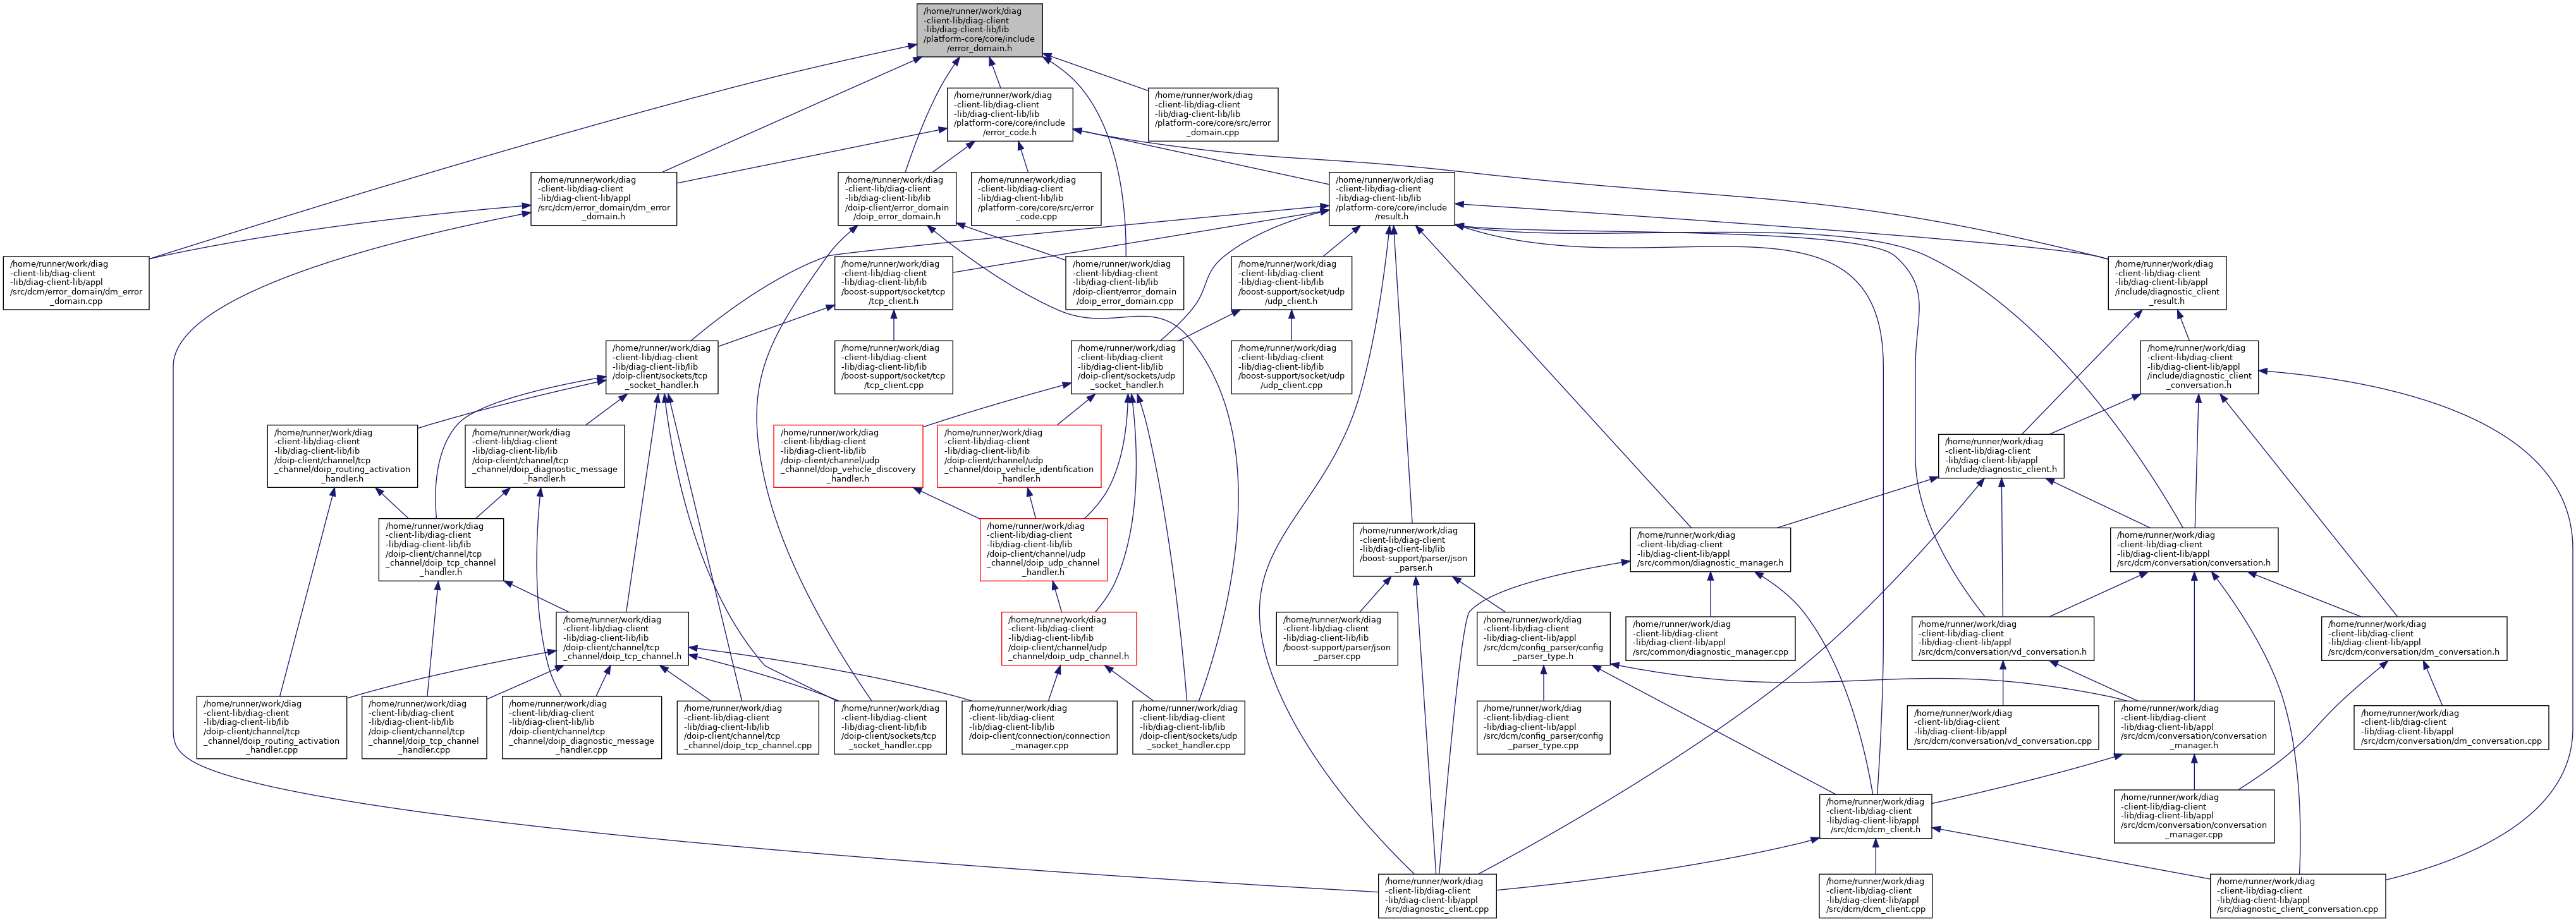 /home/runner/work/diag
-client-lib/diag-client
-lib/diag-client-lib/lib
/platform-core/core/include
/error_domain.h
/home/runner/work/diag
-client-lib/diag-client
-lib/diag-client-lib/lib
/platform-core/core/include
/error_code.h
/home/runner/work/diag
-client-lib/diag-client
-lib/diag-client-lib/lib
/platform-core/core/src/error
_domain.cpp
/home/runner/work/diag
-client-lib/diag-client
-lib/diag-client-lib/appl
/src/dcm/error_domain/dm_error
_domain.h
/home/runner/work/diag
-client-lib/diag-client
-lib/diag-client-lib/lib
/doip-client/error_domain
/doip_error_domain.h
/home/runner/work/diag
-client-lib/diag-client
-lib/diag-client-lib/lib
/platform-core/core/src/error
_code.cpp
/home/runner/work/diag
-client-lib/diag-client
-lib/diag-client-lib/lib
/platform-core/core/include
/result.h
/home/runner/work/diag
-client-lib/diag-client
-lib/diag-client-lib/appl
/src/dcm/error_domain/dm_error
_domain.cpp
/home/runner/work/diag
-client-lib/diag-client
-lib/diag-client-lib/lib
/boost-support/socket/tcp
/tcp_client.h
/home/runner/work/diag
-client-lib/diag-client
-lib/diag-client-lib/lib
/doip-client/error_domain
/doip_error_domain.cpp
/home/runner/work/diag
-client-lib/diag-client
-lib/diag-client-lib/lib
/boost-support/socket/udp
/udp_client.h
/home/runner/work/diag
-client-lib/diag-client
-lib/diag-client-lib/appl
/include/diagnostic_client
_result.h
/home/runner/work/diag
-client-lib/diag-client
-lib/diag-client-lib/lib
/doip-client/sockets/tcp
_socket_handler.h
/home/runner/work/diag
-client-lib/diag-client
-lib/diag-client-lib/lib
/boost-support/socket/tcp
/tcp_client.cpp
/home/runner/work/diag
-client-lib/diag-client
-lib/diag-client-lib/lib
/doip-client/sockets/udp
_socket_handler.h
/home/runner/work/diag
-client-lib/diag-client
-lib/diag-client-lib/lib
/boost-support/socket/udp
/udp_client.cpp
/home/runner/work/diag
-client-lib/diag-client
-lib/diag-client-lib/appl
/include/diagnostic_client
_conversation.h
/home/runner/work/diag
-client-lib/diag-client
-lib/diag-client-lib/lib
/doip-client/channel/tcp
_channel/doip_routing_activation
_handler.h
/home/runner/work/diag
-client-lib/diag-client
-lib/diag-client-lib/lib
/doip-client/channel/tcp
_channel/doip_diagnostic_message
_handler.h
/home/runner/work/diag
-client-lib/diag-client
-lib/diag-client-lib/lib
/doip-client/channel/udp
_channel/doip_vehicle_discovery
_handler.h
/home/runner/work/diag
-client-lib/diag-client
-lib/diag-client-lib/lib
/doip-client/channel/udp
_channel/doip_vehicle_identification
_handler.h
/home/runner/work/diag
-client-lib/diag-client
-lib/diag-client-lib/appl
/include/diagnostic_client.h
/home/runner/work/diag
-client-lib/diag-client
-lib/diag-client-lib/lib
/doip-client/channel/tcp
_channel/doip_tcp_channel
_handler.h
/home/runner/work/diag
-client-lib/diag-client
-lib/diag-client-lib/lib
/doip-client/channel/udp
_channel/doip_udp_channel
_handler.h
/home/runner/work/diag
-client-lib/diag-client
-lib/diag-client-lib/lib
/boost-support/parser/json
_parser.h
/home/runner/work/diag
-client-lib/diag-client
-lib/diag-client-lib/appl
/src/common/diagnostic_manager.h
/home/runner/work/diag
-client-lib/diag-client
-lib/diag-client-lib/appl
/src/dcm/conversation/conversation.h
/home/runner/work/diag
-client-lib/diag-client
-lib/diag-client-lib/lib
/doip-client/channel/tcp
_channel/doip_tcp_channel.h
/home/runner/work/diag
-client-lib/diag-client
-lib/diag-client-lib/lib
/doip-client/channel/udp
_channel/doip_udp_channel.h
/home/runner/work/diag
-client-lib/diag-client
-lib/diag-client-lib/lib
/boost-support/parser/json
_parser.cpp
/home/runner/work/diag
-client-lib/diag-client
-lib/diag-client-lib/appl
/src/dcm/config_parser/config
_parser_type.h
/home/runner/work/diag
-client-lib/diag-client
-lib/diag-client-lib/appl
/src/common/diagnostic_manager.cpp
/home/runner/work/diag
-client-lib/diag-client
-lib/diag-client-lib/appl
/src/dcm/conversation/vd_conversation.h
/home/runner/work/diag
-client-lib/diag-client
-lib/diag-client-lib/appl
/src/dcm/conversation/dm_conversation.h
/home/runner/work/diag
-client-lib/diag-client
-lib/diag-client-lib/lib
/doip-client/channel/tcp
_channel/doip_routing_activation
_handler.cpp
/home/runner/work/diag
-client-lib/diag-client
-lib/diag-client-lib/lib
/doip-client/channel/tcp
_channel/doip_tcp_channel
_handler.cpp
/home/runner/work/diag
-client-lib/diag-client
-lib/diag-client-lib/lib
/doip-client/channel/tcp
_channel/doip_diagnostic_message
_handler.cpp
/home/runner/work/diag
-client-lib/diag-client
-lib/diag-client-lib/lib
/doip-client/channel/tcp
_channel/doip_tcp_channel.cpp
/home/runner/work/diag
-client-lib/diag-client
-lib/diag-client-lib/lib
/doip-client/sockets/tcp
_socket_handler.cpp
/home/runner/work/diag
-client-lib/diag-client
-lib/diag-client-lib/lib
/doip-client/connection/connection
_manager.cpp
/home/runner/work/diag
-client-lib/diag-client
-lib/diag-client-lib/lib
/doip-client/sockets/udp
_socket_handler.cpp
/home/runner/work/diag
-client-lib/diag-client
-lib/diag-client-lib/appl
/src/dcm/config_parser/config
_parser_type.cpp
/home/runner/work/diag
-client-lib/diag-client
-lib/diag-client-lib/appl
/src/dcm/conversation/vd_conversation.cpp
/home/runner/work/diag
-client-lib/diag-client
-lib/diag-client-lib/appl
/src/dcm/conversation/conversation
_manager.h
/home/runner/work/diag
-client-lib/diag-client
-lib/diag-client-lib/appl
/src/dcm/conversation/dm_conversation.cpp
/home/runner/work/diag
-client-lib/diag-client
-lib/diag-client-lib/appl
/src/dcm/dcm_client.h
/home/runner/work/diag
-client-lib/diag-client
-lib/diag-client-lib/appl
/src/dcm/conversation/conversation
_manager.cpp
/home/runner/work/diag
-client-lib/diag-client
-lib/diag-client-lib/appl
/src/diagnostic_client.cpp
/home/runner/work/diag
-client-lib/diag-client
-lib/diag-client-lib/appl
/src/dcm/dcm_client.cpp
/home/runner/work/diag
-client-lib/diag-client
-lib/diag-client-lib/appl
/src/diagnostic_client_conversation.cpp